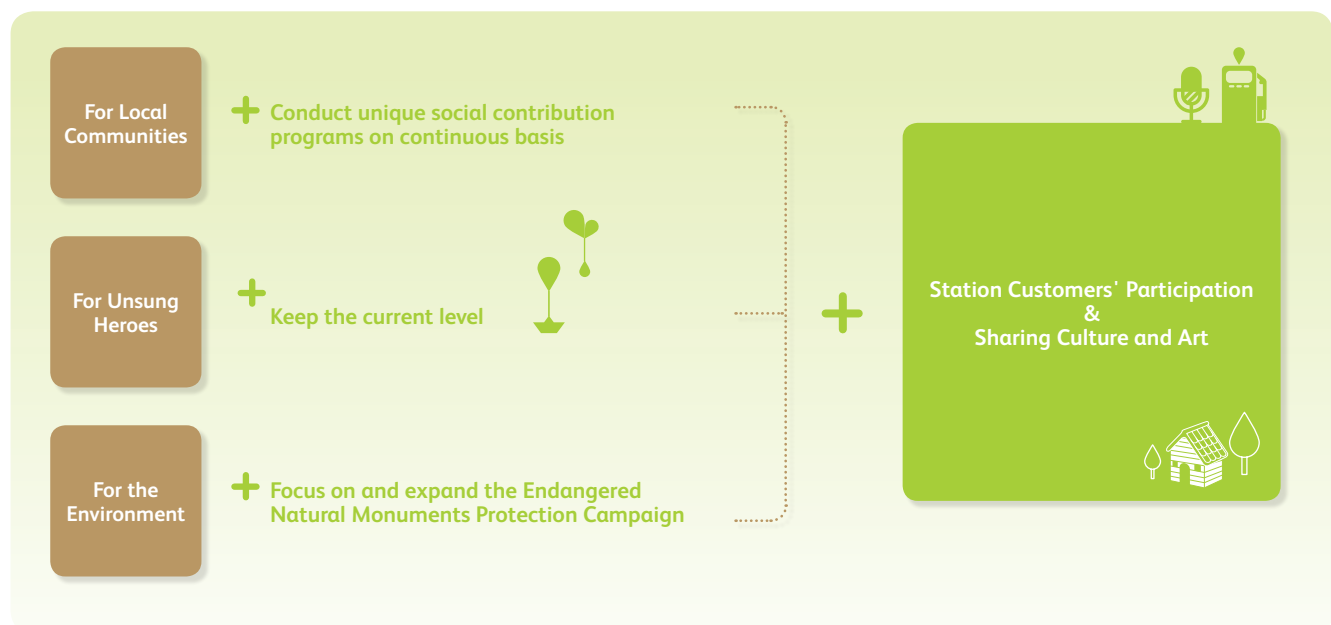 For Local
Communities
Conduct unique social contribution
programs on continuous basis
For Unsung
Heroes
Keep the current level
For the
Environment
Focus on and expand the Endangered
Natural Monuments Protection Campaign
Station Customers' Participation
&
Sharing Culture and Art